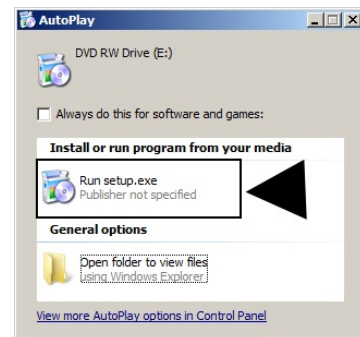 AutoPlay
DVD RW Drive (E:)
Always do this for software and games:
Install or run program from your media
Run setup.exe
Publisher not specified
General options
Open folder to view files
using Windows Explorer
View more AutoPlay options in Control Panel